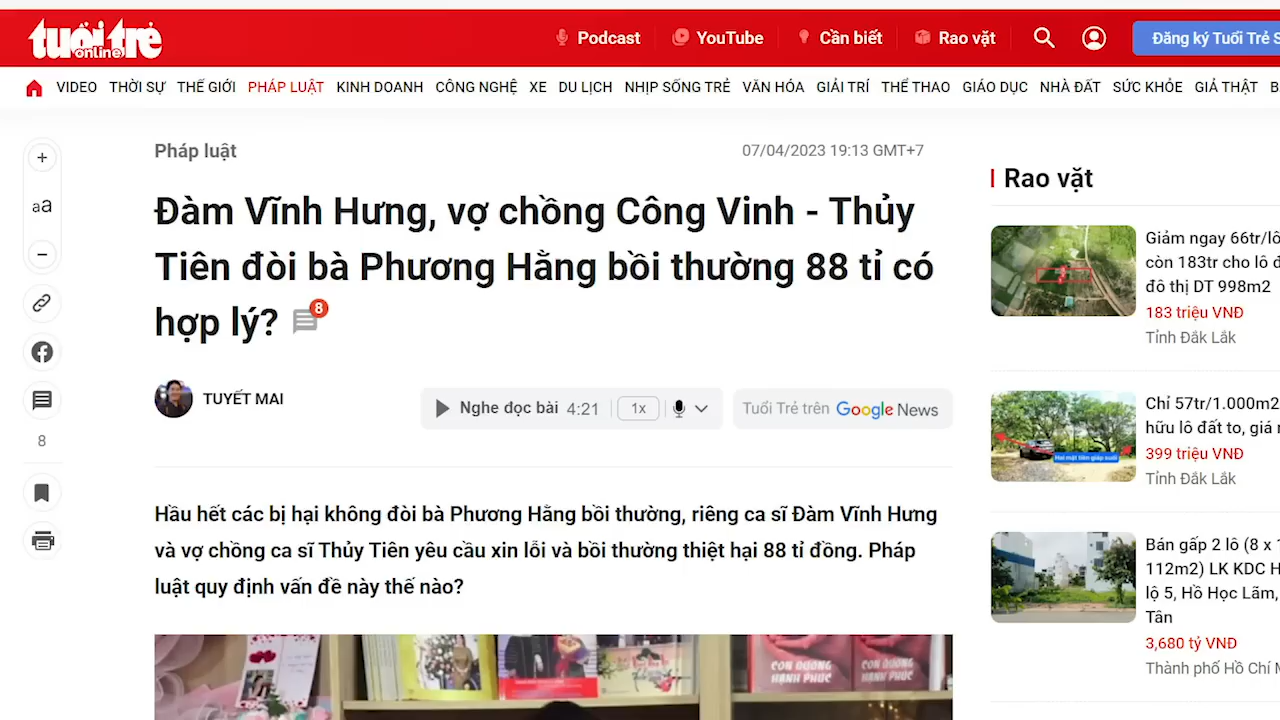 tuổi trẻ
online
Podcast
YouTube
Cần biết
Rao vặt
Đăng ký Tuổi Trẻ S
VIDEO THỜI SỰ THẾ GIỚI PHÁP LUẬT KINH DOANH CÔNG NGHỆ XE DU LỊCH NHỊP SỐNG TRẺ VĂN HÓA GIẢI TRÍ THỂ THAO GIÁO DỤC NHÀ ĐẤT SỨC KHỎE GIẢ THẬT B
+
aa
−
8
Pháp luật
07/04/2023 19:13 GMT+7
Đàm Vĩnh Hưng, vợ chồng Công Vinh - Thủy
Tiên đòi bà Phương Hằng bồi thường 88 tỉ có
hợp lý? 8
TUYẾT MAI
Nghe đọc bài 4:21 1x
Tuổi Trẻ trên Google News
Hầu hết các bị hại không đòi bà Phương Hằng bồi thường, riêng ca sĩ Đàm Vĩnh Hưng
và vợ chồng ca sĩ Thủy Tiên yêu cầu xin lỗi và bồi thường thiệt hại 88 tỉ đồng. Pháp
luật quy định vấn đề này thế nào?
CON ĐƯỜNG
HẠNH PHÚC
CON ĐƯỜNG
HẠNH PHÚC
Rao vặt
Giảm ngay 66tr/lô
còn 183tr cho lô đ
đô thị DT 998m2
183 triệu VNĐ
Tỉnh Đắk Lắk
Hai mặt tiền giáp suối
Chỉ 57tr/1.000m2
hữu lô đất to, giá r
399 triệu VNĐ
Tỉnh Đắk Lắk
Bán gấp 2 lô (8 x 1
112m2) LK KDC H
lộ 5, Hồ Học Lãm,
Tân
3,680 tỷ VNĐ
Thành phố Hồ Chí M